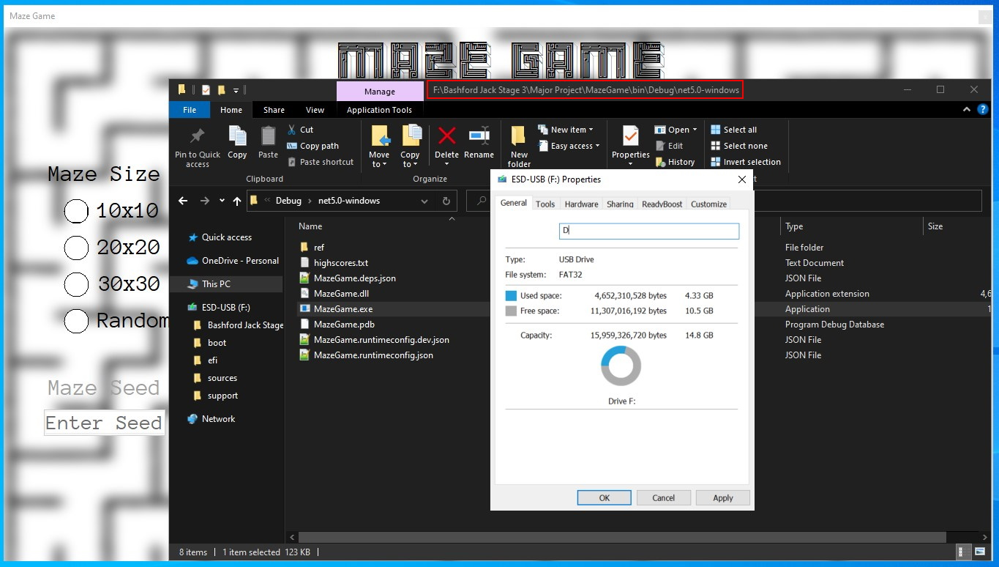 Maze Game
MAZE GAME
Manage
F:\Bashford Jack Stage 3\Major Project\MazeGame\bin\Debug\net5.0-windows
File
Home
Share
View
Application Tools
Pin to Quick access
Copy
Paste
Cut
Copy path
Paste shortcut
Clipboard
Move to
Copy to
Delete
Rename
Organize
New folder
New item
Easy access
Properties
Open
Edit
History
Select all
Select none
Invert selection
Debug › net5.0-windows
Maze Size
10x10
20x20
30x30
Random
Maze Seed
Enter Seed
Quick access
OneDrive - Personal
This PC
ESD-USB (F:)
Bashford Jack Stage
boot
efi
sources
support
Network
Name
Type
Size
ref
File folder
highscores.txt
Text Document
MazeGame.deps.json
JSON File
MazeGame.dll
Application extension
4,6
MazeGame.exe
Application
1
MazeGame.pdb
Program Debug Database
MazeGame.runtimeconfig.dev.json
JSON File
MazeGame.runtimeconfig.json
JSON File
ESD-USB (F:) Properties
General
Tools
Hardware
Sharing
ReadyBoost
Customize
D
Type: USB Drive
File system: FAT32
Used space: 4,652,310,528 bytes 4.33 GB
Free space: 11,307,016,192 bytes 10.5 GB
Capacity: 15,959,326,720 bytes 14.8 GB
Drive F:
OK
Cancel
Apply
8 items
1 item selected 123 KB